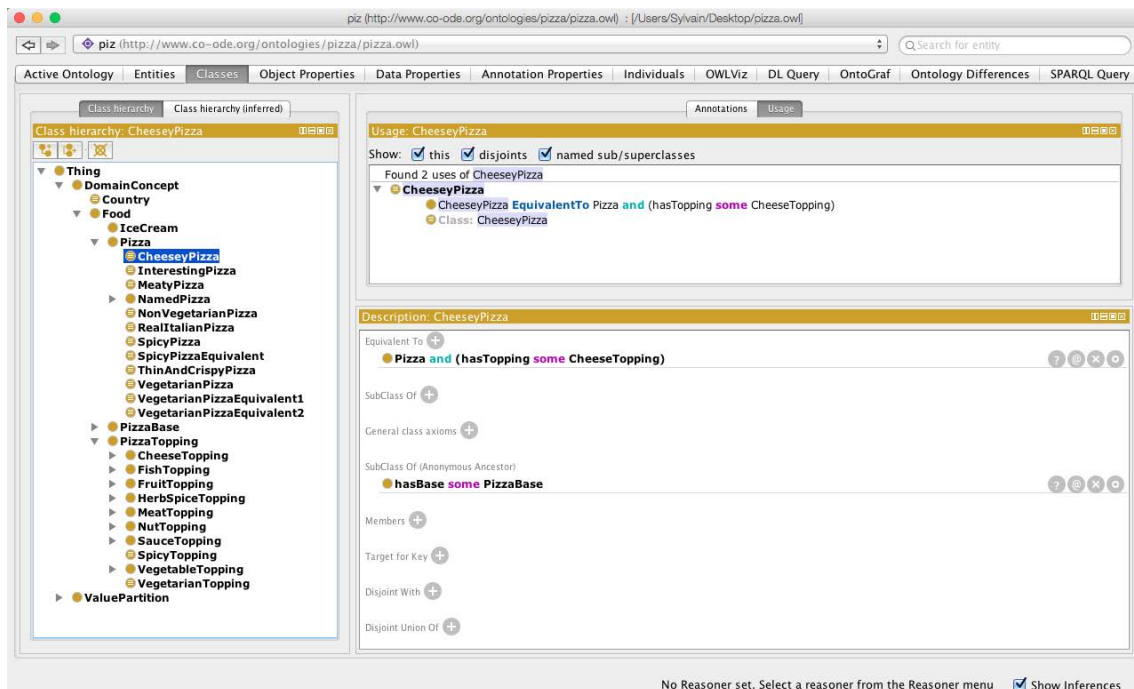 piz (http://www.co-ode.org/ontologies/pizza/pizza.owl) : [/Users/Sylvain/Desktop/pizza.owl]
piz (http://www.co-ode.org/ontologies/pizza/pizza.owl)
Search for entity
Active Ontology Entities Classes Object Properties Data Properties Annotation Properties Individuals OWLViz DL Query OntoGraf Ontology Differences SPARQL Query
Class hierarchy Class hierarchy (inferred)
Class hierarchy: CheeseyPizza
Thing
DomainConcept
Country
Food
IceCream
Pizza
CheeseyPizza
InterestingPizza
MeatyPizza
NamedPizza
NonVegetarianPizza
RealItalianPizza
SpicyPizza
SpicyPizzaEquivalent
ThinAndCrispyPizza
VegetarianPizza
VegetarianPizzaEquivalent1
VegetarianPizzaEquivalent2
PizzaBase
PizzaTopping
CheeseTopping
FishTopping
FruitTopping
HerbSpiceTopping
MeatTopping
NutTopping
SauceTopping
SpicyTopping
VegetableTopping
VegetarianTopping
ValuePartition
Annotations Usage
Usage: CheeseyPizza
Show: this disjoints named sub/superclasses
Found 2 uses of CheeseyPizza
CheeseyPizza
CheeseyPizza EquivalentTo Pizza and (hasTopping some CheeseTopping)
Class: CheeseyPizza
Description: CheeseyPizza
Equivalent To
Pizza and (hasTopping some CheeseTopping)
SubClass Of
General class axioms
SubClass Of (Anonymous Ancestor)
hasBase some PizzaBase
Members
Target for Key
Disjoint With
Disjoint Union Of
No Reasoner set. Select a reasoner from the Reasoner menu Show Inferences